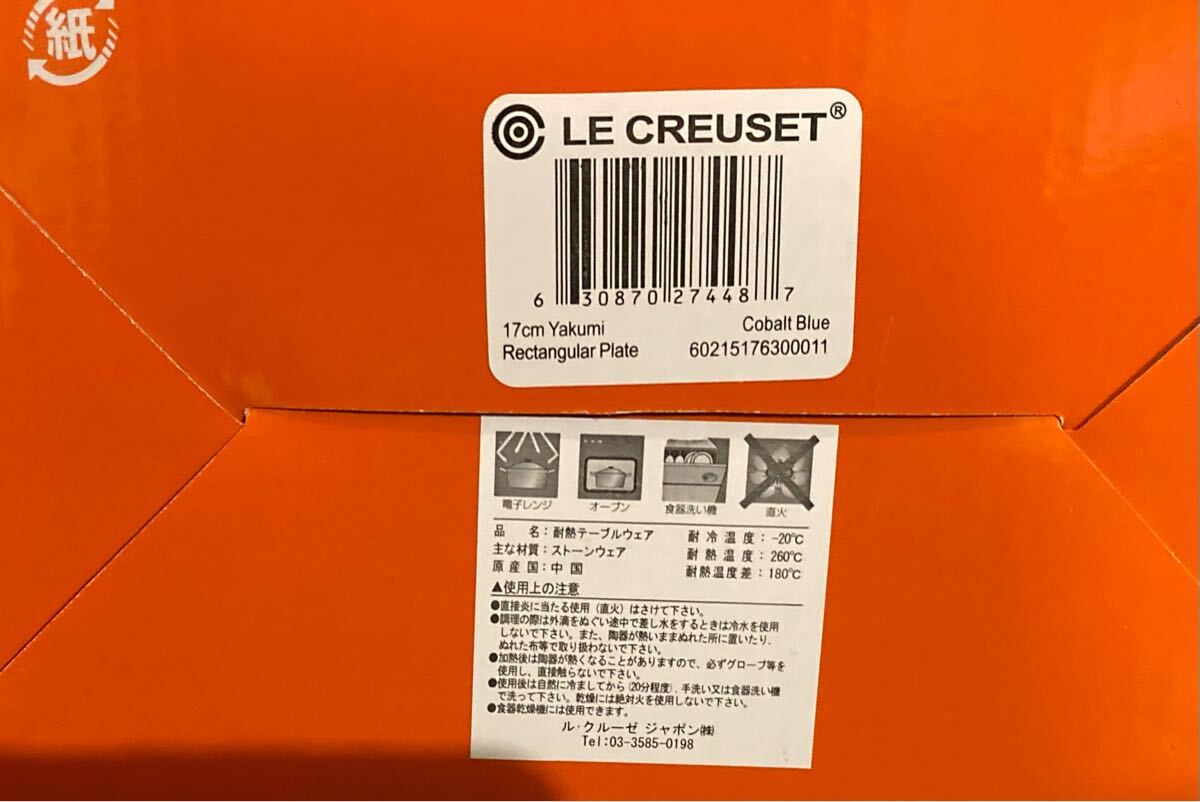 紙
LE CREUSET®
6 30870 27448 7
17cm Yakumi Cobalt Blue
Rectangular Plate 60215176300011
電子レンジ オーブン 食器洗い機 直火
品 名：耐熱テーブルウェア 耐冷温度：-20℃
主な材質：ストーンウェア 耐熱温度：260℃
原産国：中国 耐熱温度差：180℃
▲使用上の注意
●直接炎に当たる使用（直火）はさけて下さい。
●調理の際は外滴をぬぐい途中で差し水をするときは冷水を使用
しないで下さい。また、陶器が熱いままぬれた所に置いたり、
ぬれた布等で取り扱わないで下さい。
●加熱後は陶器が熱くなることがありますので、必ずグローブ等を
使用し、直接触らないで下さい。
●使用後は自然に冷ましてから（20分程度）、手洗い又は食器洗い機
で洗って下さい。乾燥には絶対火を使用しないで下さい。
●食器乾燥機には使用できます。
ル・クルーゼ ジャポン㈱
Tel:03-3585-0198